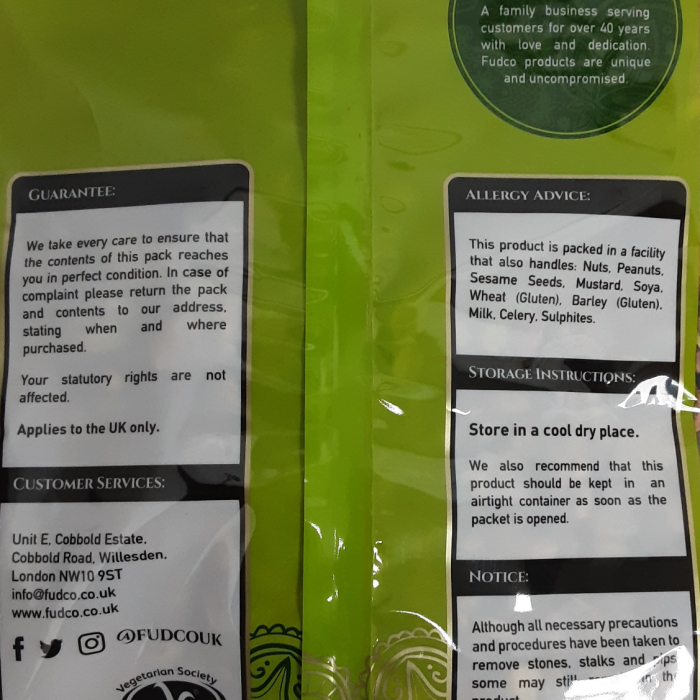 A family business serving
customers for over 40 years
with love and dedication.
Fudco products are unique
and uncompromised.
GUARANTEE:
We take every care to ensure that
the contents of this pack reaches
you in perfect condition. In case of
complaint please return the pack
and contents to our address,
stating when and where
purchased.
Your statutory rights are not
affected.
Applies to the UK only.
CUSTOMER SERVICES:
Unit E, Cobbold Estate,
Cobbold Road, Willesden,
London NW10 9ST
info@fudco.co.uk
www.fudco.co.uk
@FUDCOUK
Vegetarian Society
ALLERGY ADVICE:
This product is packed in a facility
that also handles: Nuts, Peanuts,
Sesame Seeds, Mustard, Soya,
Wheat (Gluten), Barley (Gluten),
Milk, Celery, Sulphites.
STORAGE INSTRUCTIONS:
Store in a cool dry place.
We also recommend that this
product should be kept in an
airtight container as soon as the
packet is opened.
NOTICE:
Although all necessary precautions
and procedures have been taken to
remove stones, stalks and
some may still